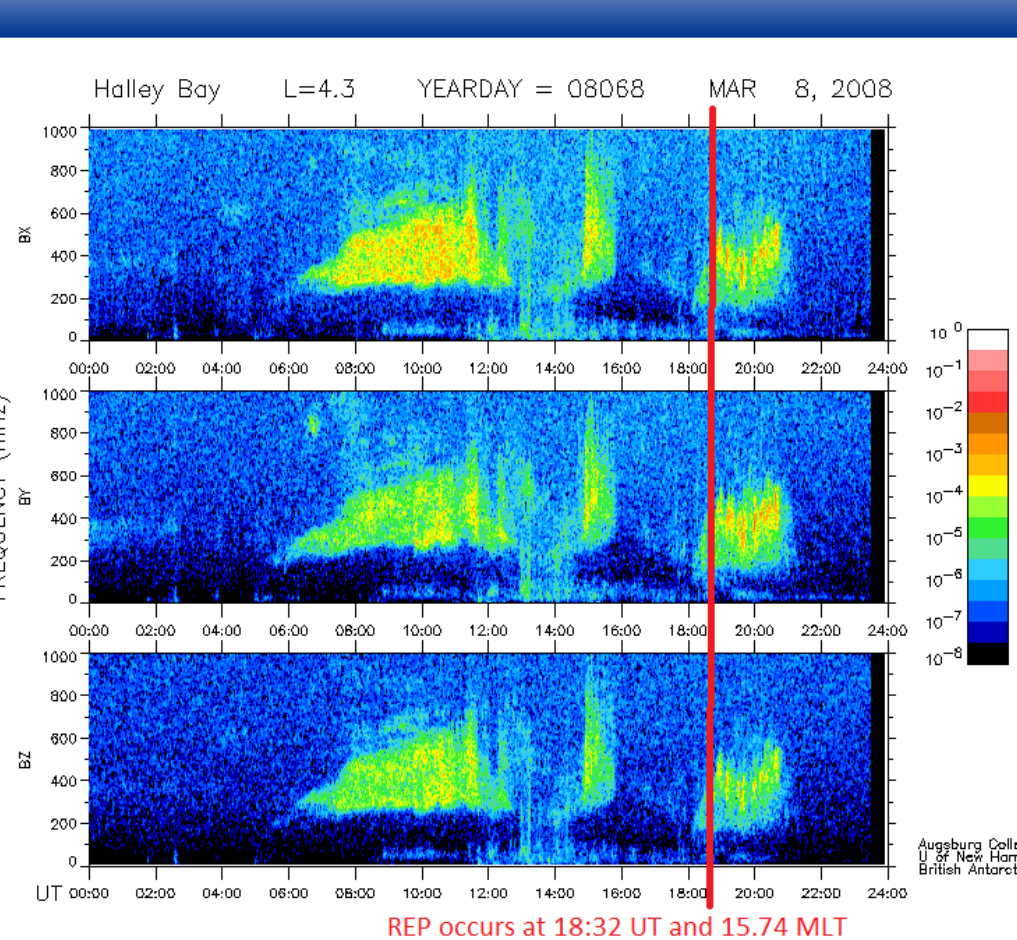 Halley Bay L=4.3 YEARDAY = 08068 MAR 8, 2008
1000
800
600
400
200
0
BX
00:00 02:00 04:00 06:00 08:00 10:00 12:00 14:00 16:00 18:00 20:00 22:00 24:00
1000
800
600
400
200
0
BY
00:00 02:00 04:00 06:00 08:00 10:00 12:00 14:00 16:00 18:00 20:00 22:00 24:00
1000
800
600
400
200
0
BZ
UT 00:00 02:00 04:00 06:00 08:00 10:00 12:00 14:00 16:00 18:00 20:00 22:00 24:00
10⁰
10⁻¹
10⁻²
10⁻³
10⁻⁴
10⁻⁵
10⁻⁶
10⁻⁷
10⁻⁸
Augsburg Colle
U of New Ham
British Antarct
REP occurs at 18:32 UT and 15.74 MLT